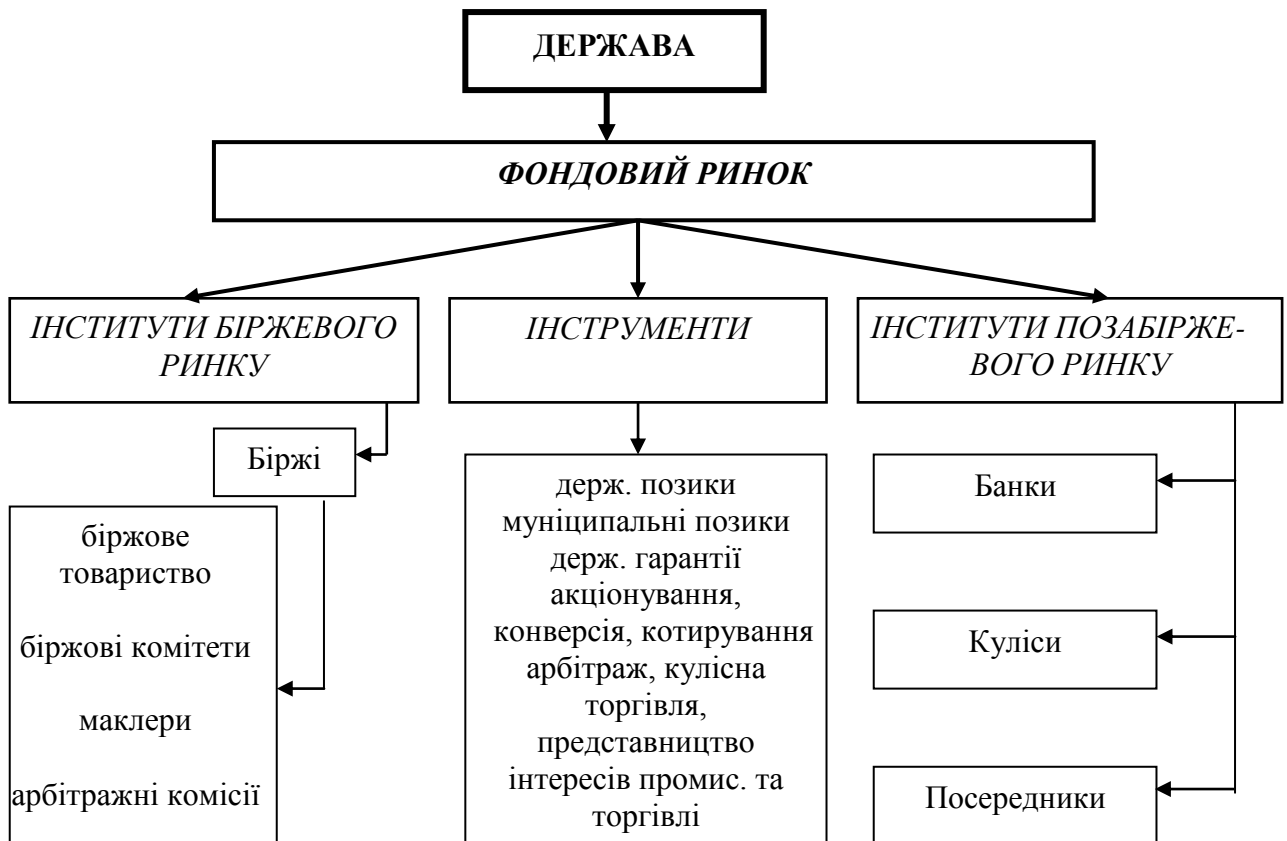 ДЕРЖАВА
ФОНДОВИЙ РИНОК
ІНСТИТУТИ БІРЖЕВОГО
РИНКУ
ІНСТРУМЕНТИ
ІНСТИТУТИ ПОЗАБІРЖЕ-
ВОГО РИНКУ
Біржі
біржове
товариство
біржові комітети
маклери
арбітражні комісії
держ. позики
муніципальні позики
держ. гарантії
акціонування,
конверсія, котирування
арбітраж, кулісна
торгівля,
представництво
інтересів промис. та
торгівлі
Банки
Куліси
Посередники